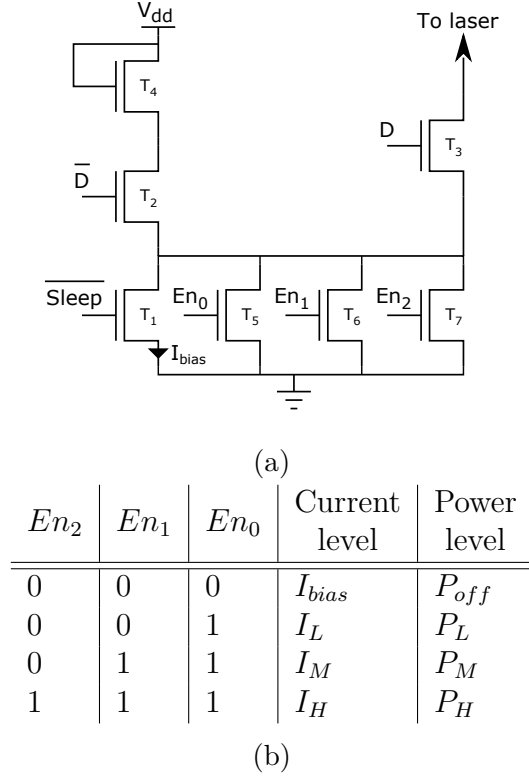 V_dd
To laser
T_4
D
T_3
D̅
T_2
S̅l̅e̅e̅p̅
T_1
En_0
T_5
En_1
T_6
En_2
T_7
I_bias
(a)
En_2 En_1 En_0 Current level Power level
0 0 0 I_bias P_off
0 0 1 I_L P_L
0 1 1 I_M P_M
1 1 1 I_H P_H
(b)